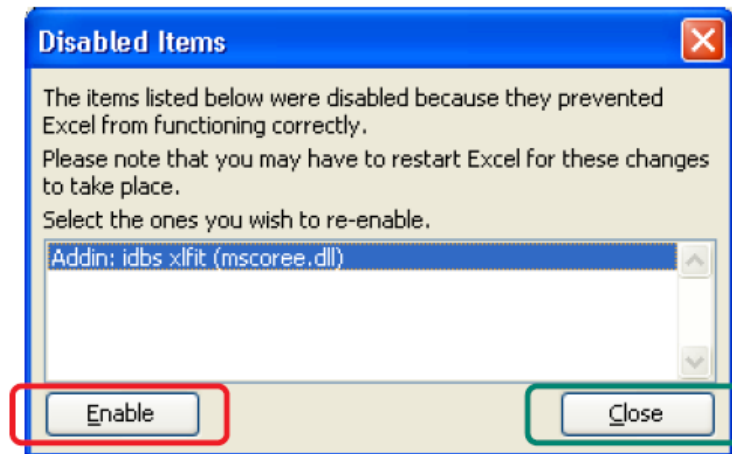 Disabled Items
The items listed below were disabled because they prevented
Excel from functioning correctly.
Please note that you may have to restart Excel for these changes
to take place.
Select the ones you wish to re-enable.
Addin: idbs xlfit (mscoree.dll)
Enable
Close